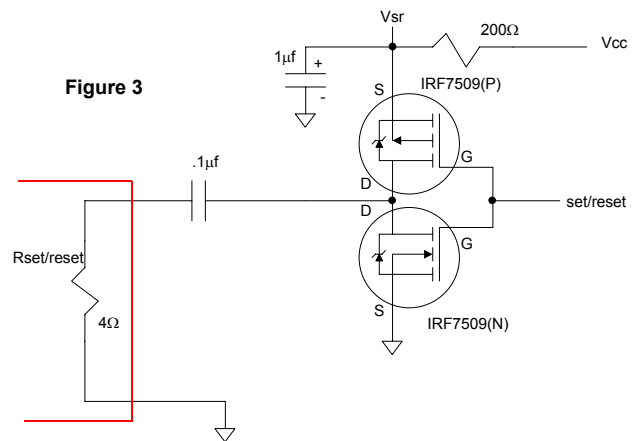 Vsr
200Ω
Vcc
1µf
+
-
Figure 3
S
IRF7509(P)
G
D
.1µf
D
set/reset
G
Rset/reset
4Ω
S
IRF7509(N)